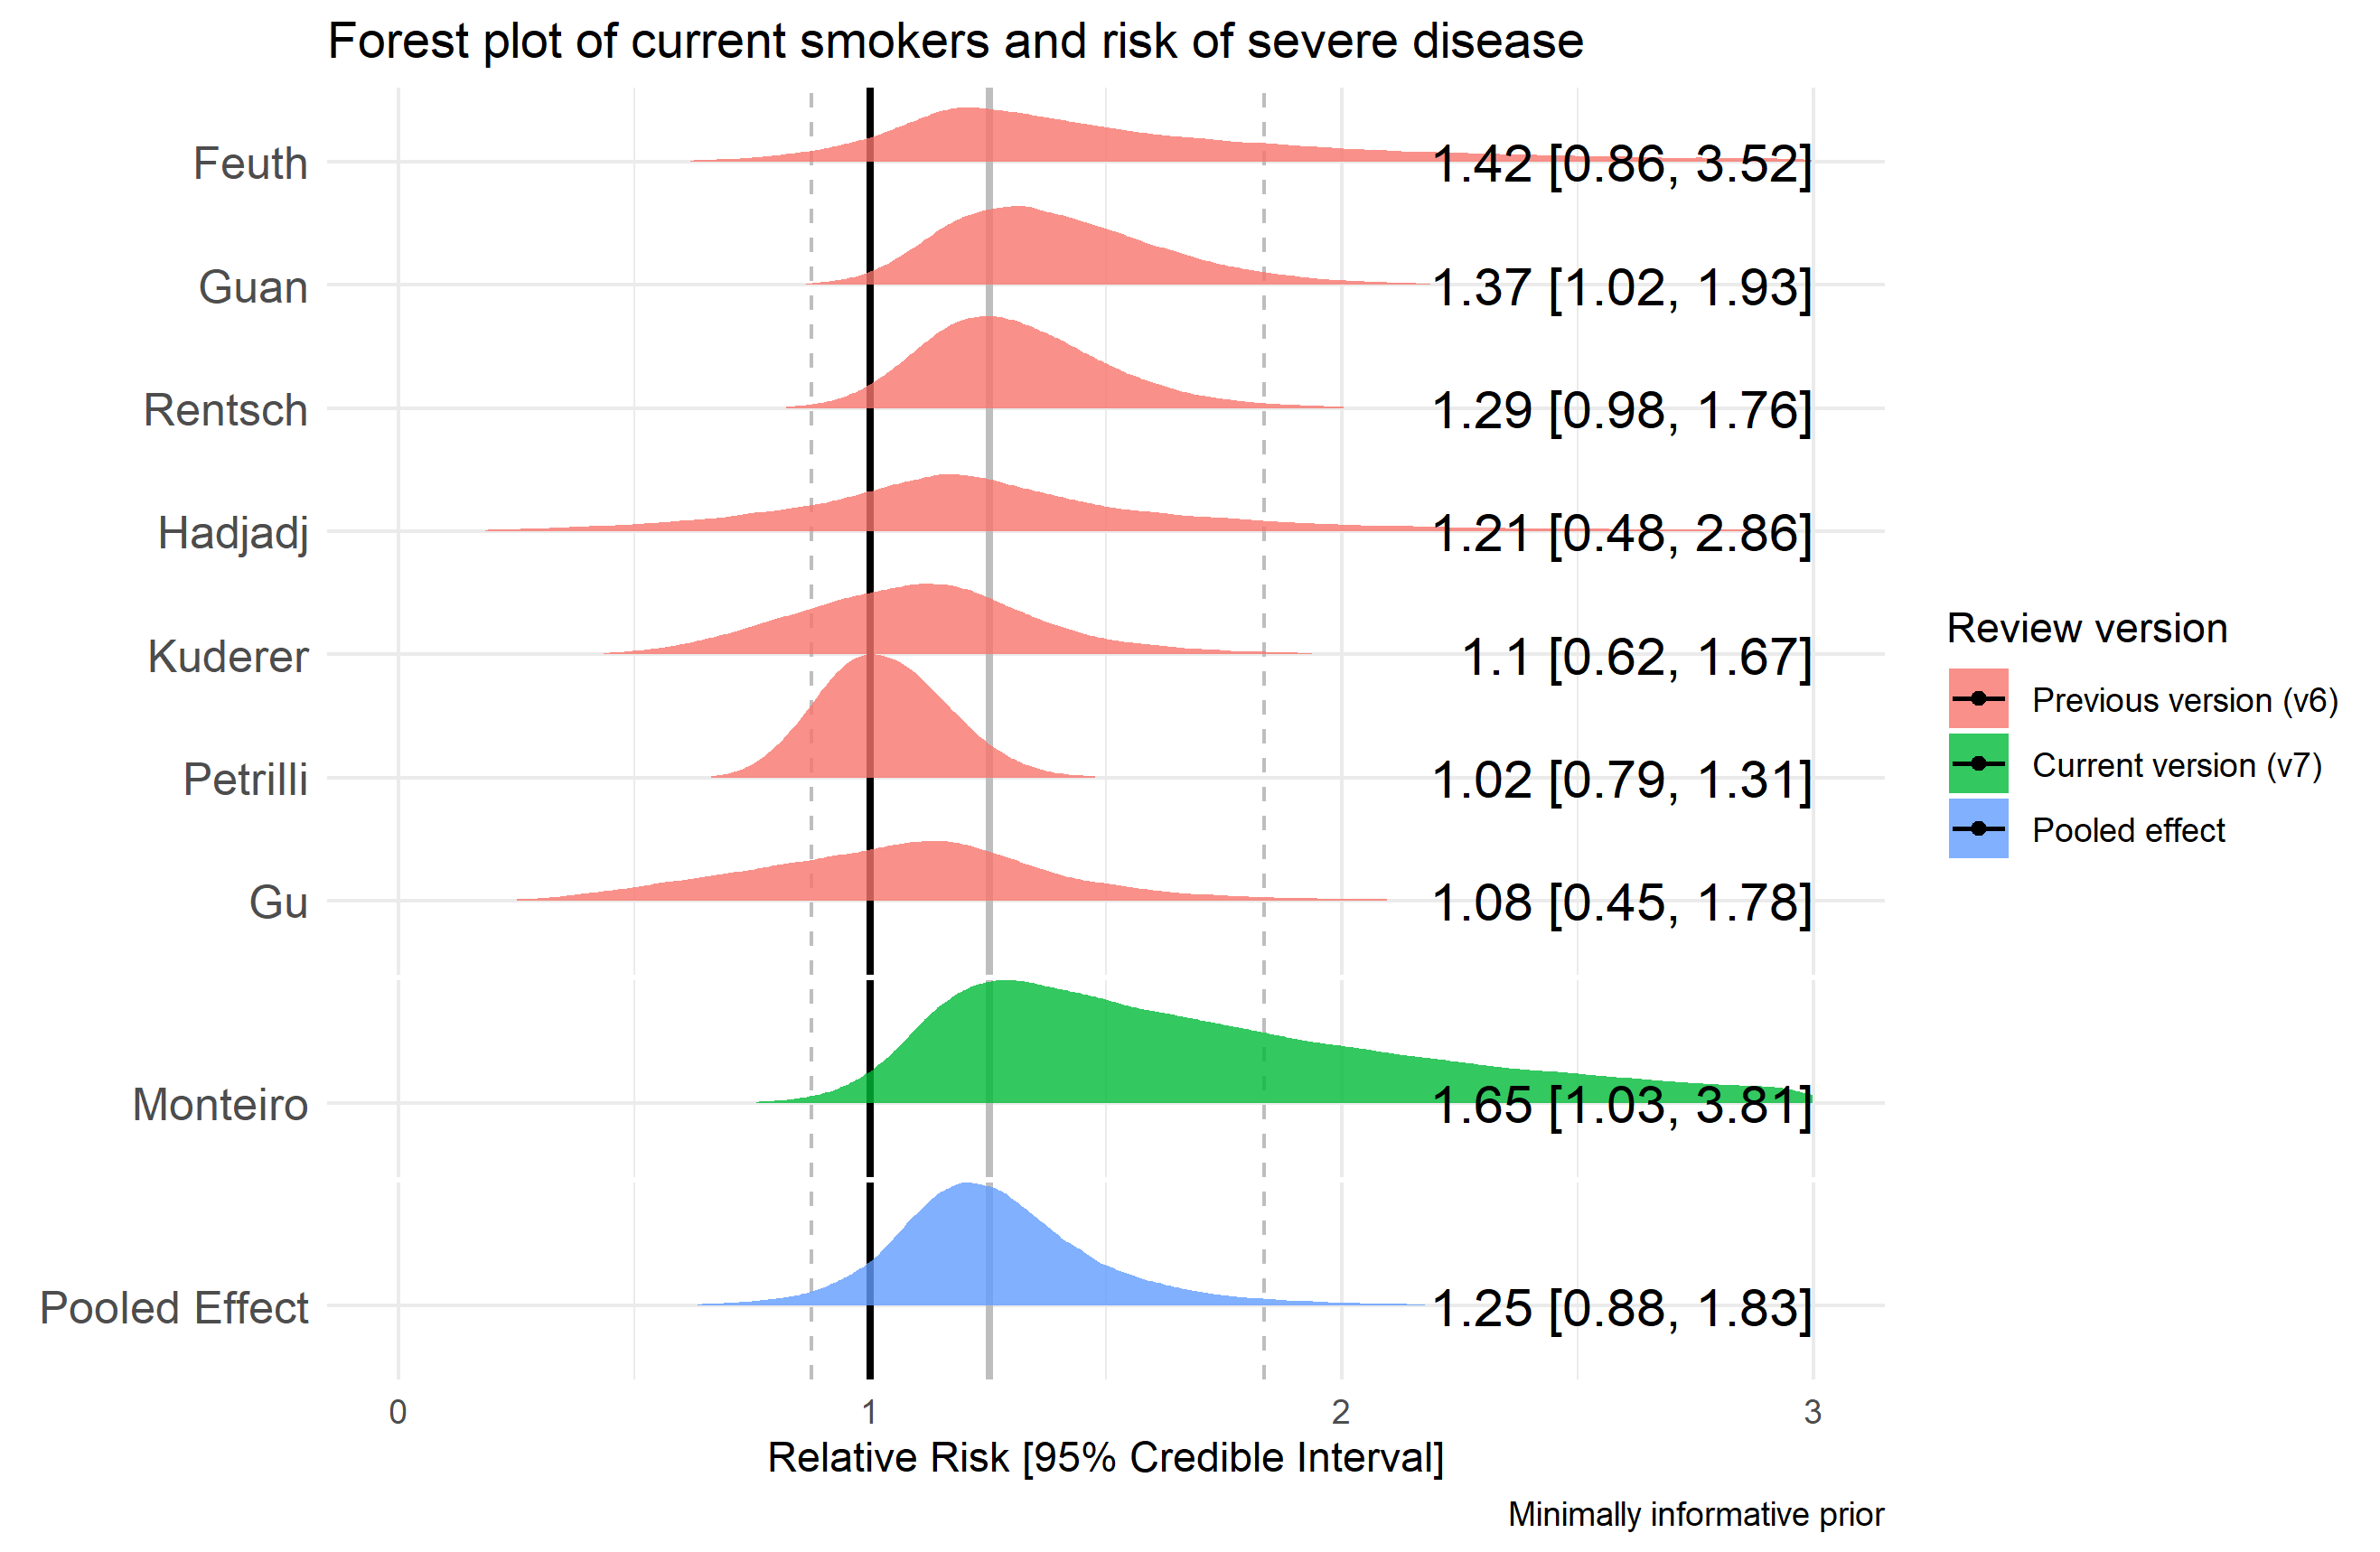 Forest plot of current smokers and risk of severe disease
Feuth 1.42 [0.86, 3.52]
Guan 1.37 [1.02, 1.93]
Rentsch 1.29 [0.98, 1.76]
Hadjadj 1.21 [0.48, 2.86]
Kuderer 1.1 [0.62, 1.67]
Petrilli 1.02 [0.79, 1.31]
Gu 1.08 [0.45, 1.78]
Monteiro 1.65 [1.03, 3.81]
Pooled Effect 1.25 [0.88, 1.83]
0 1 2 3
Relative Risk [95% Credible Interval]
Minimally informative prior
Review version
Previous version (v6)
Current version (v7)
Pooled effect